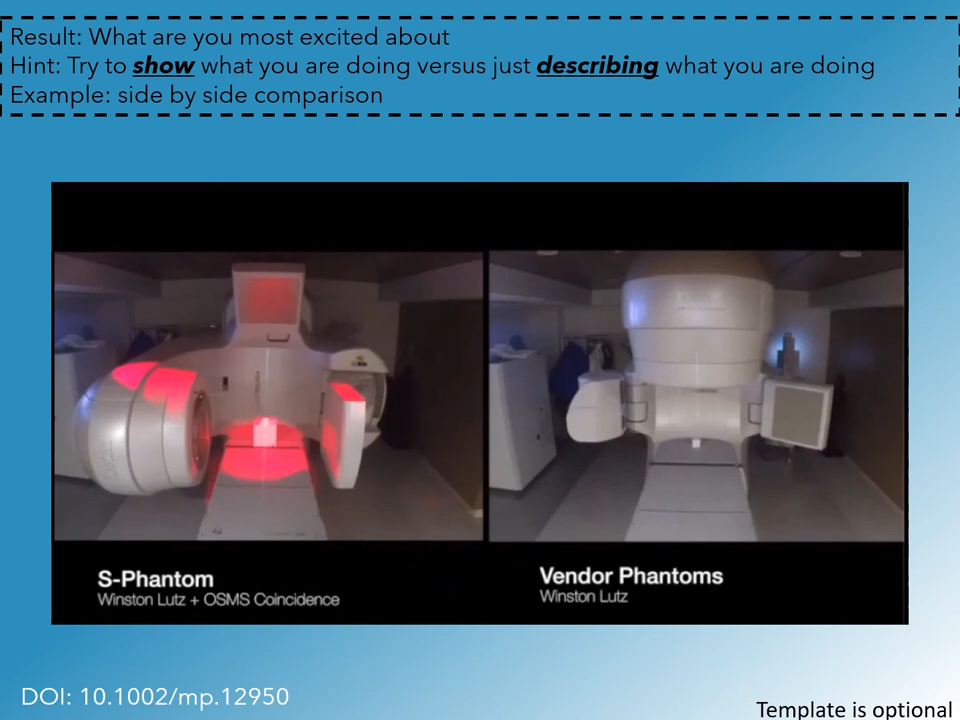 Result: What are you most excited about
Hint: Try to show what you are doing versus just describing what you are doing
Example: side by side comparison
S-Phantom
Winston Lutz + OSMS Coincidence
Vendor Phantoms
Winston Lutz
DOI: 10.1002/mp.12950
Template is optional